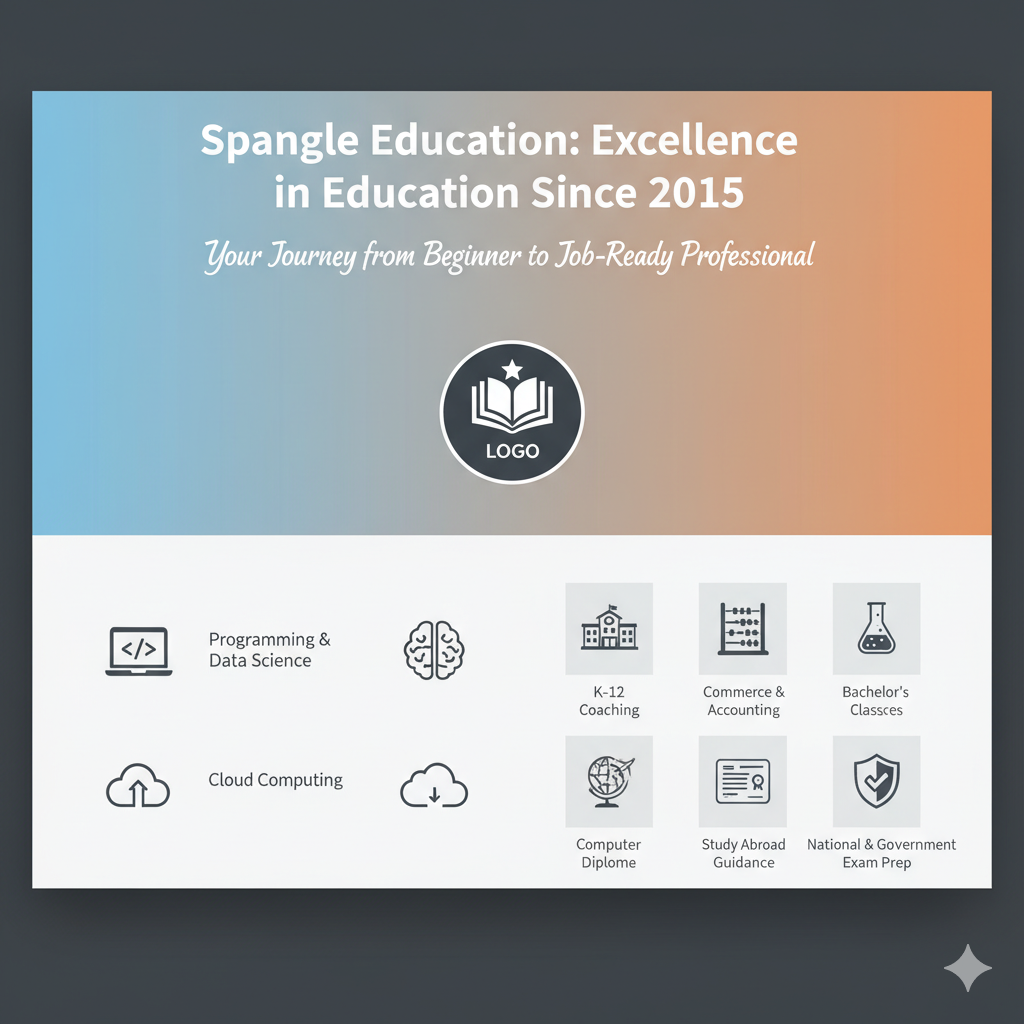 Spangle Education: Excellence
in Education Since 2015
Your Journey from Beginner to Job-Ready Professional
LOGO
</>
Programming &
Data Science
Cloud Computing
K-12
Coaching
Commerce &
Accounting
Bachelor's
Classces
Computer
Diplome
Study Abroad
Guidance
National & Government
Exam Prep